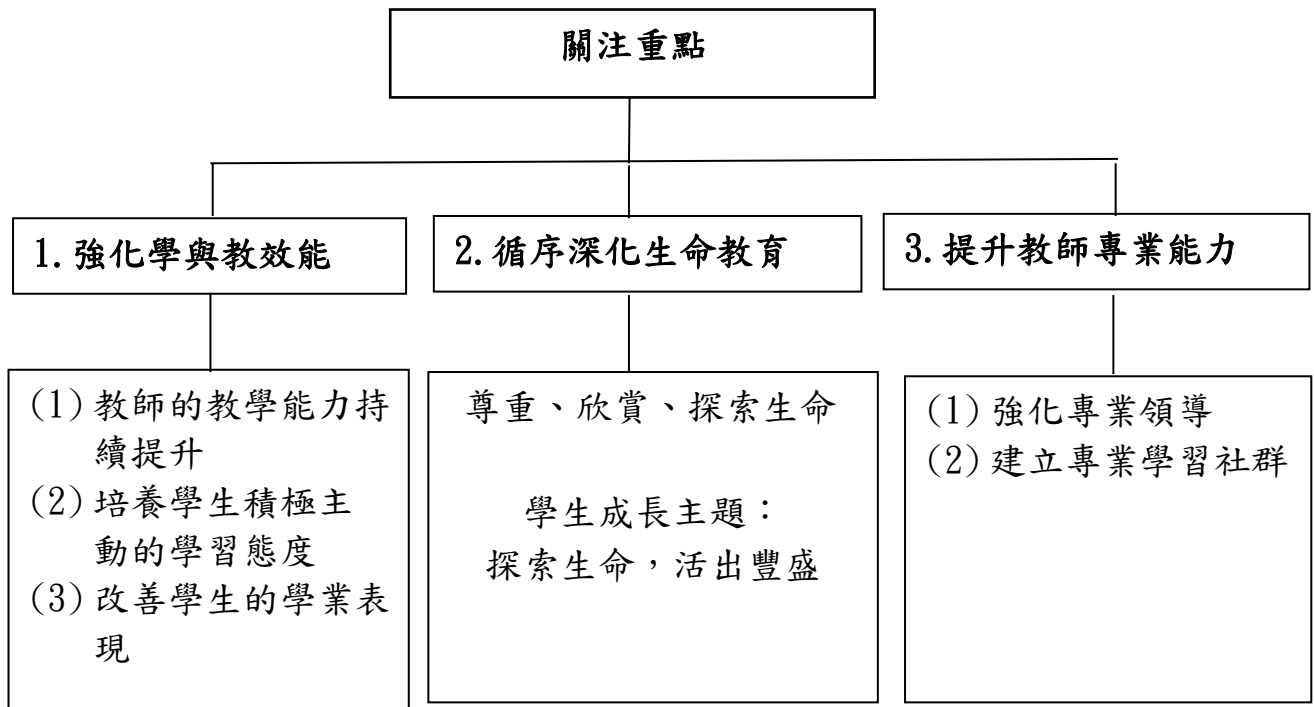 關注重點
1.強化學與教效能
2.循序深化生命教育
3.提升教師專業能力
(1)教師的教學能力持
續提升
(2)培養學生積極主
動的學習態度
(3)改善學生的學業表
現
尊重、欣賞、探索生命
學生成長主題：
探索生命，活出豐盛
(1)強化專業領導
(2)建立專業學習社群